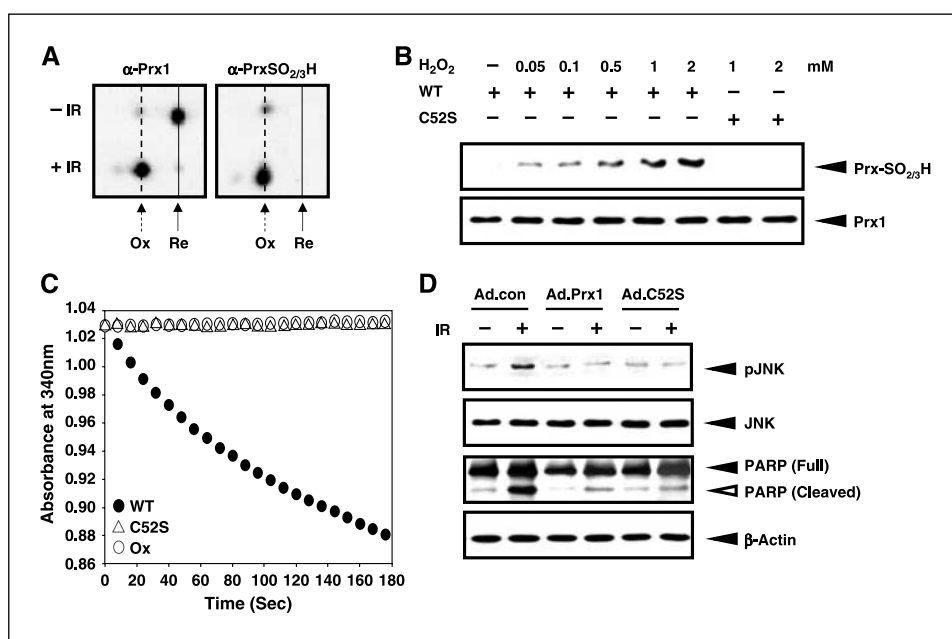 A
α-Prx1 α-PrxSO2/3H
– IR
+ IR
Ox Re Ox Re
B
H2O2 – 0.05 0.1 0.5 1 2 1 2 mM
WT + + + + + + – –
C52S – – – – – – + +
Prx-SO2/3H
Prx1
C
1.04
1.02
1.00
0.98
0.96
0.94
0.92
0.90
0.88
0.86
Absorbance at 340nm
WT
C52S
Ox
0 20 40 60 80 100 120 140 160 180
Time (Sec)
D
Ad.con Ad.Prx1 Ad.C52S
IR – + – + – +
pJNK
JNK
PARP (Full)
PARP (Cleaved)
β-Actin